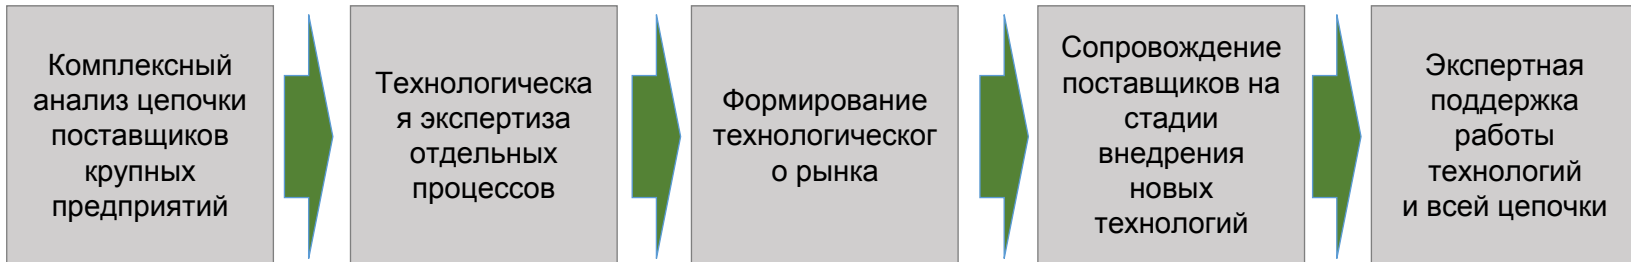 Комплексный
анализ цепочки
поставщиков
крупных
предприятий
Технологическа
я экспертиза
отдельных
процессов
Формирование
технологическог
о рынка
Сопровождение
поставщиков на
стадии
внедрения
новых
технологий
Экспертная
поддержка
работы
технологий
и всей цепочки